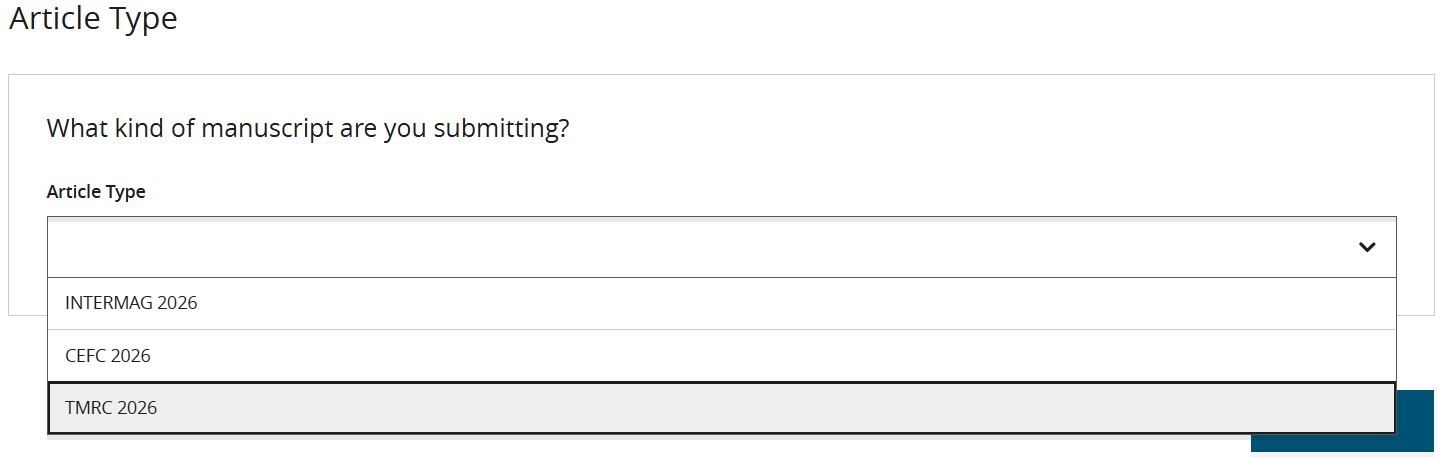 Article Type
What kind of manuscript are you submitting?
Article Type
INTERMAG 2026
CEFC 2026
TMRC 2026